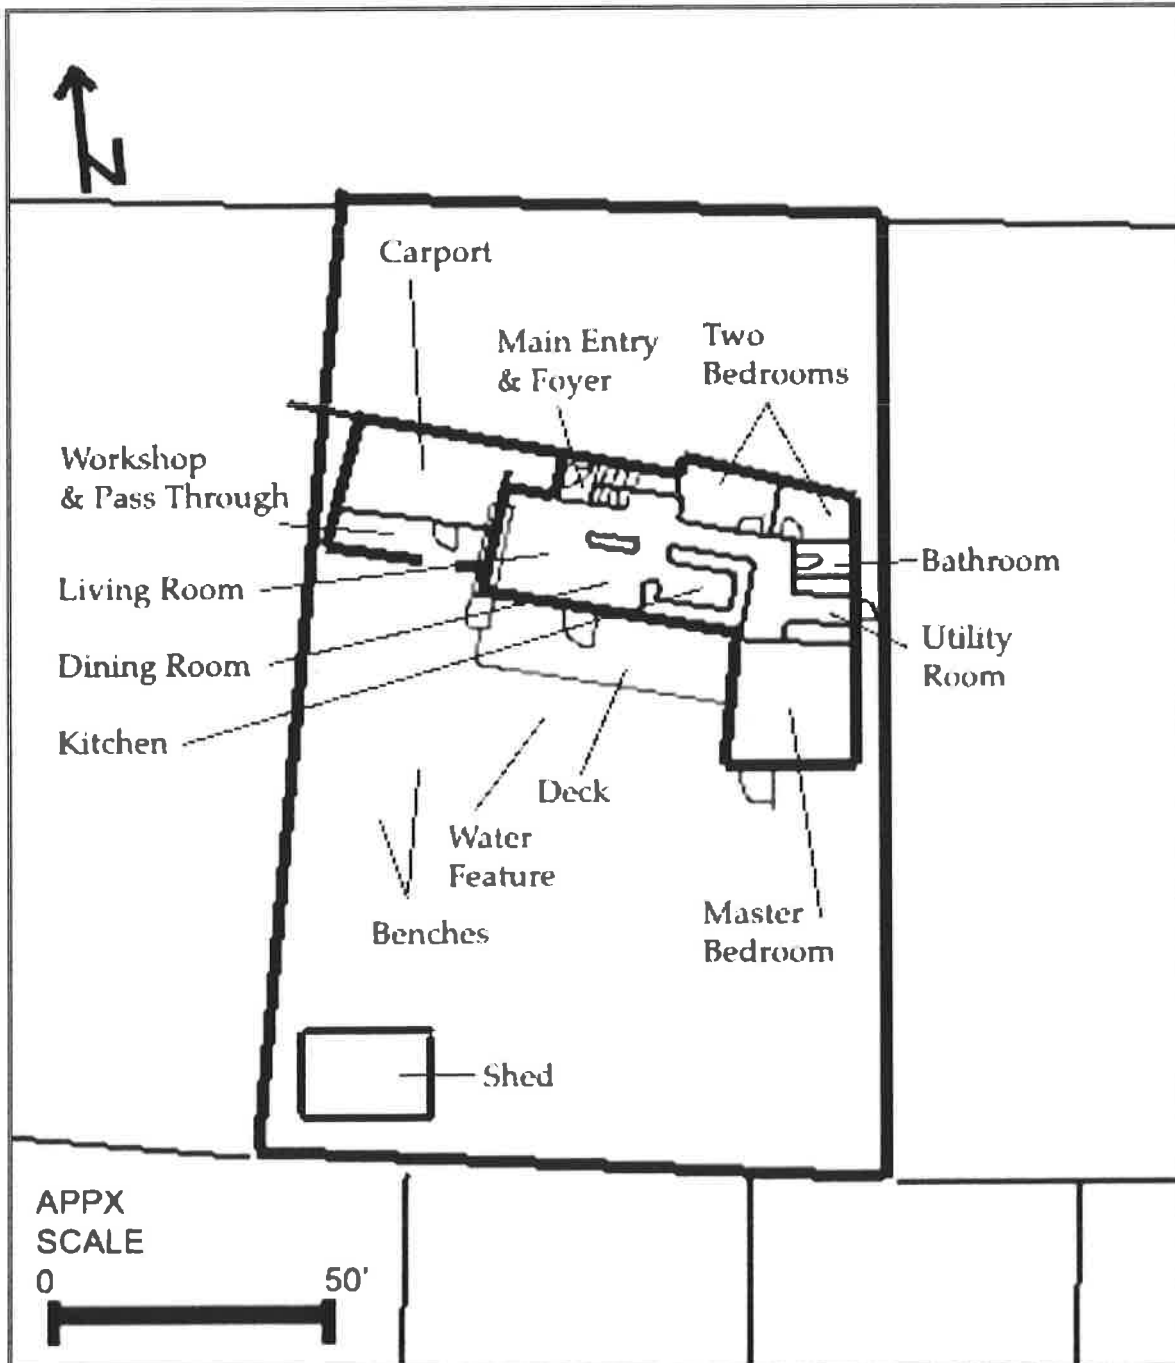 N
Carport
Main Entry
& Foyer
Two
Bedrooms
Workshop
& Pass Through
Living Room
Bathroom
Dining Room
Utility
Room
Kitchen
Deck
Water
Feature
Benches
Master
Bedroom
Shed
APPX
SCALE
0 50'